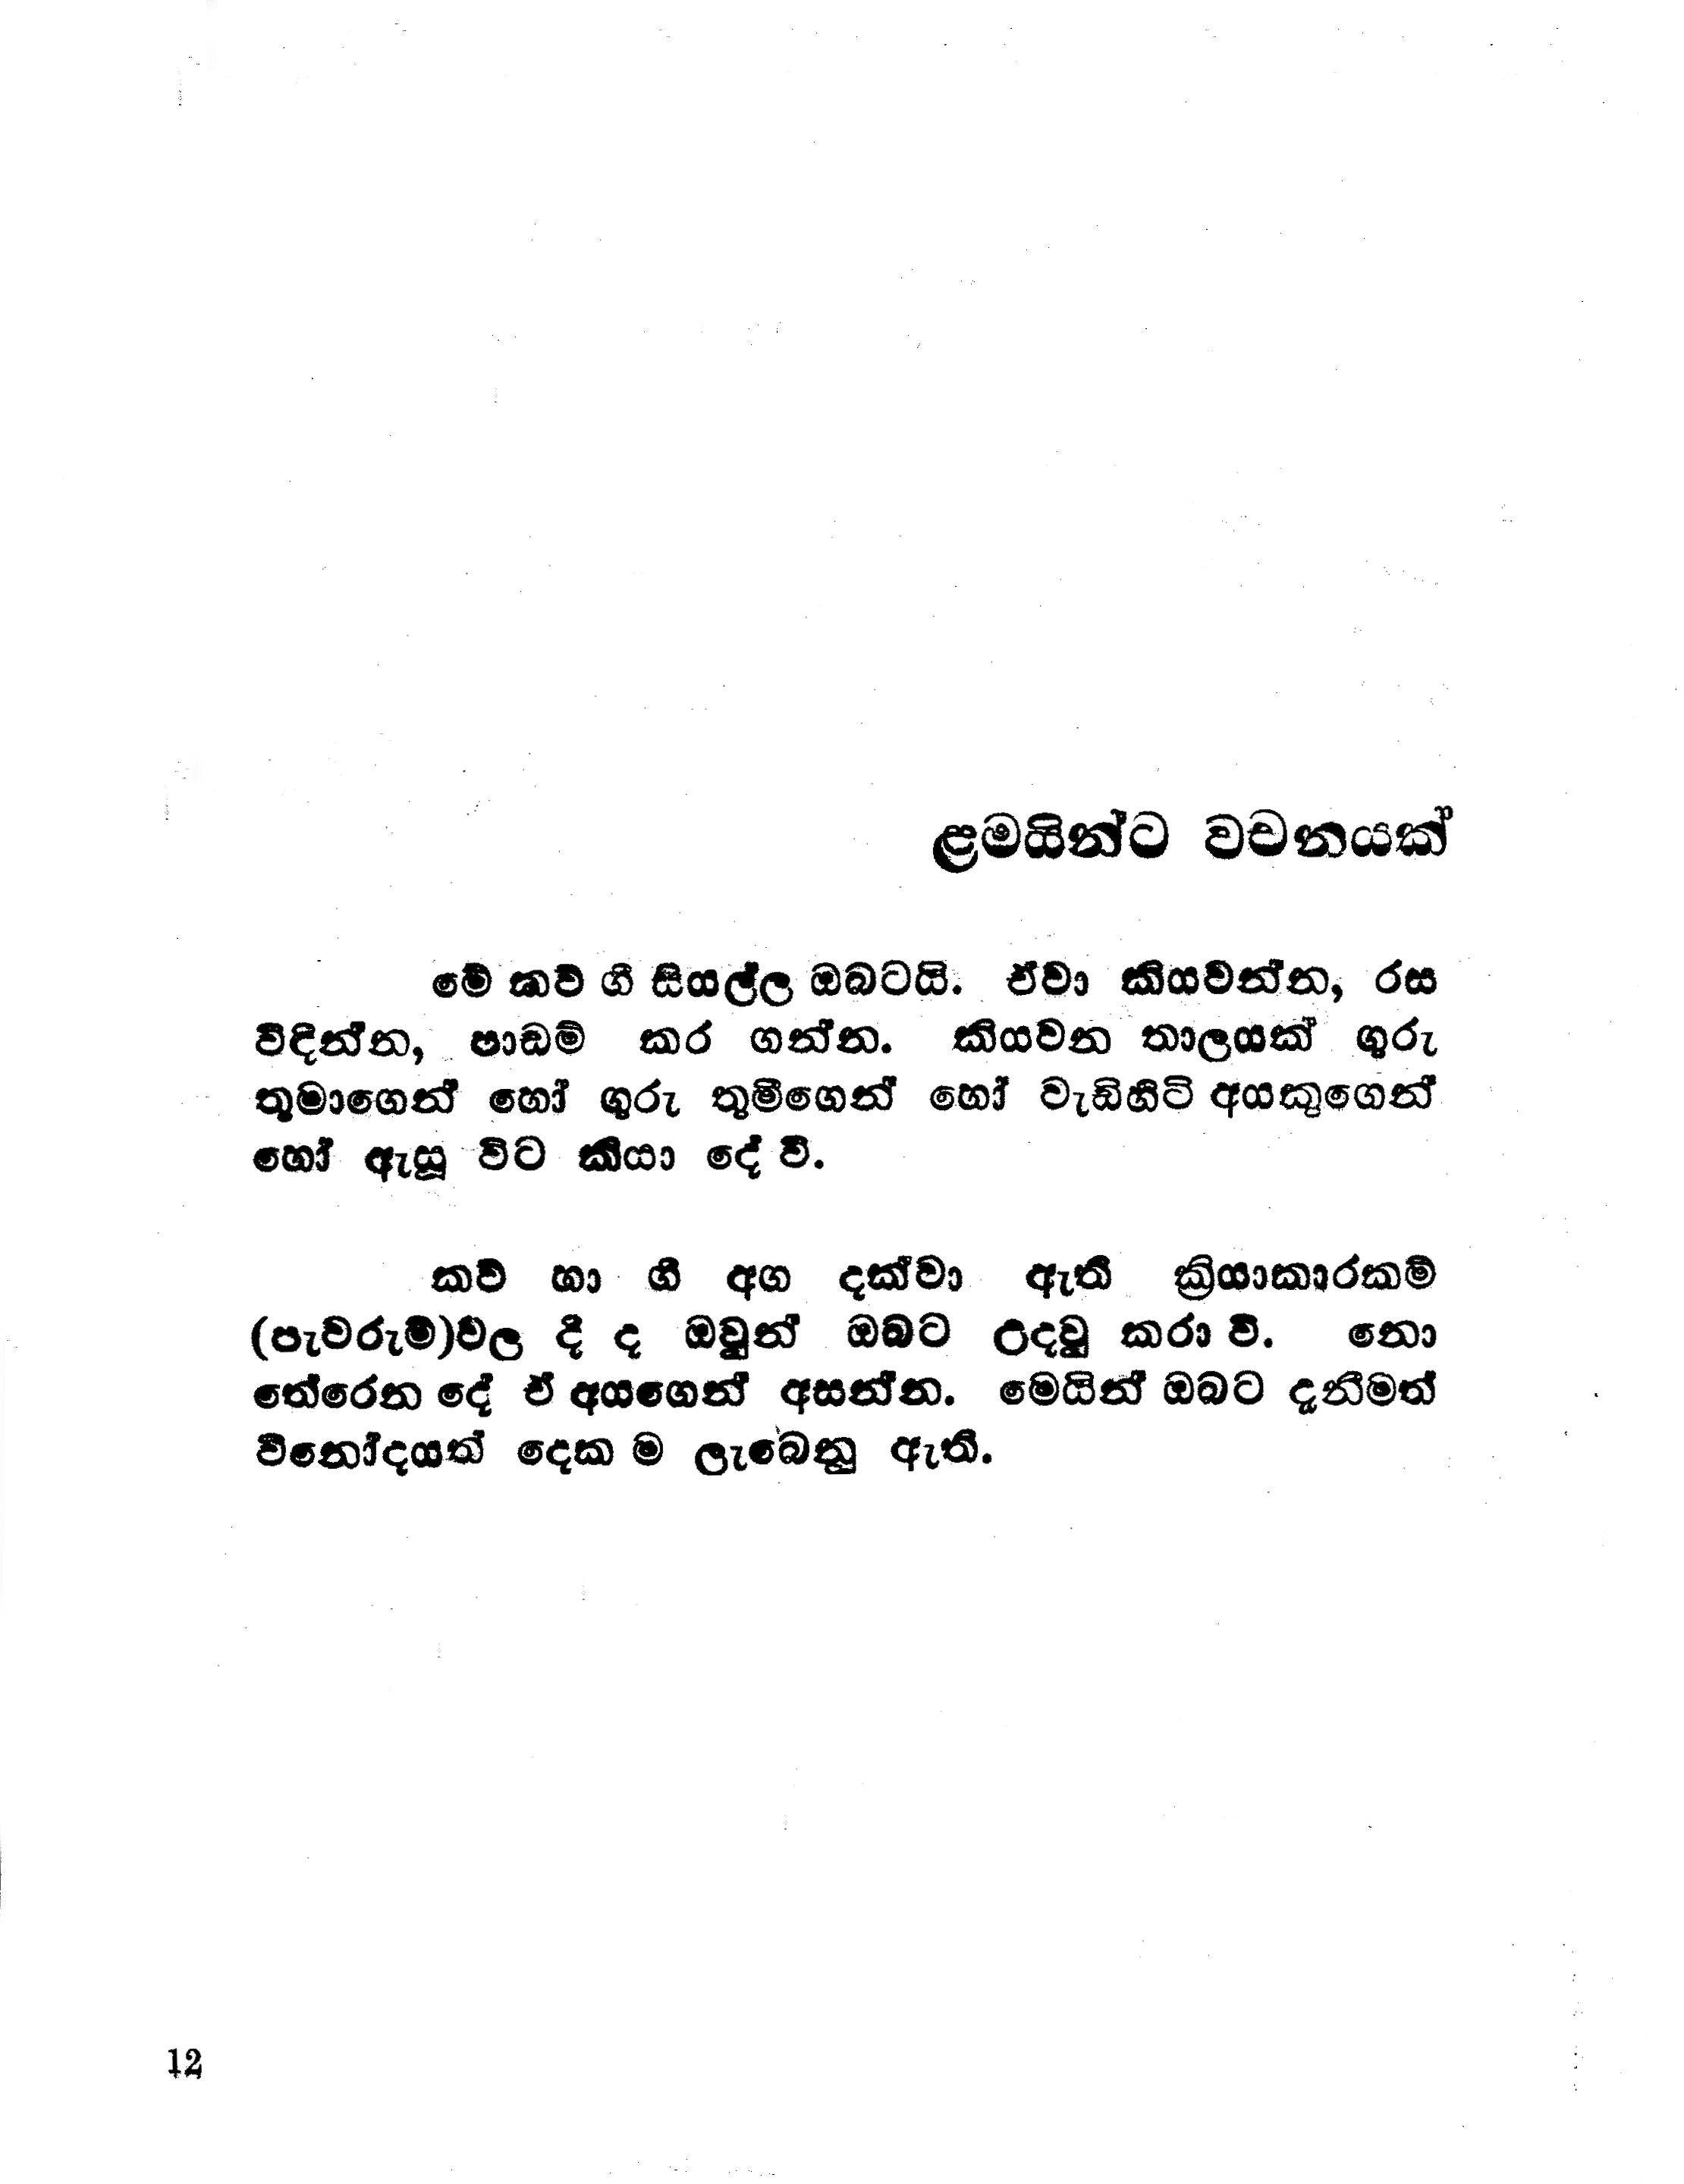 ළමයින්ට වචනයක්
මේ කව් ගී සියල්ල ඔබටයි. ඒවා කියවන්න, රස
විඳින්න, පාඩම් කර ගන්න. කියවන තාලයක් ගුරු
තුමාගෙන් හෝ ගුරු තුමීගෙන් හෝ වැඩිහිටි අයකුගෙන්
හෝ ඇසූ විට කියා දේ වි.
කව් හා ගී අග දක්වා ඇති ක්‍රියාකාරකම්
(පැවරුම්)වල දී ද ඔවුන් ඔබට උදවු කරා වි. නො
තේරෙන දේ ඒ අයගෙන් අසන්න. මෙයින් ඔබට දැනීමත්
විනෝදයත් දෙක ම ලැබෙනු ඇති.
12